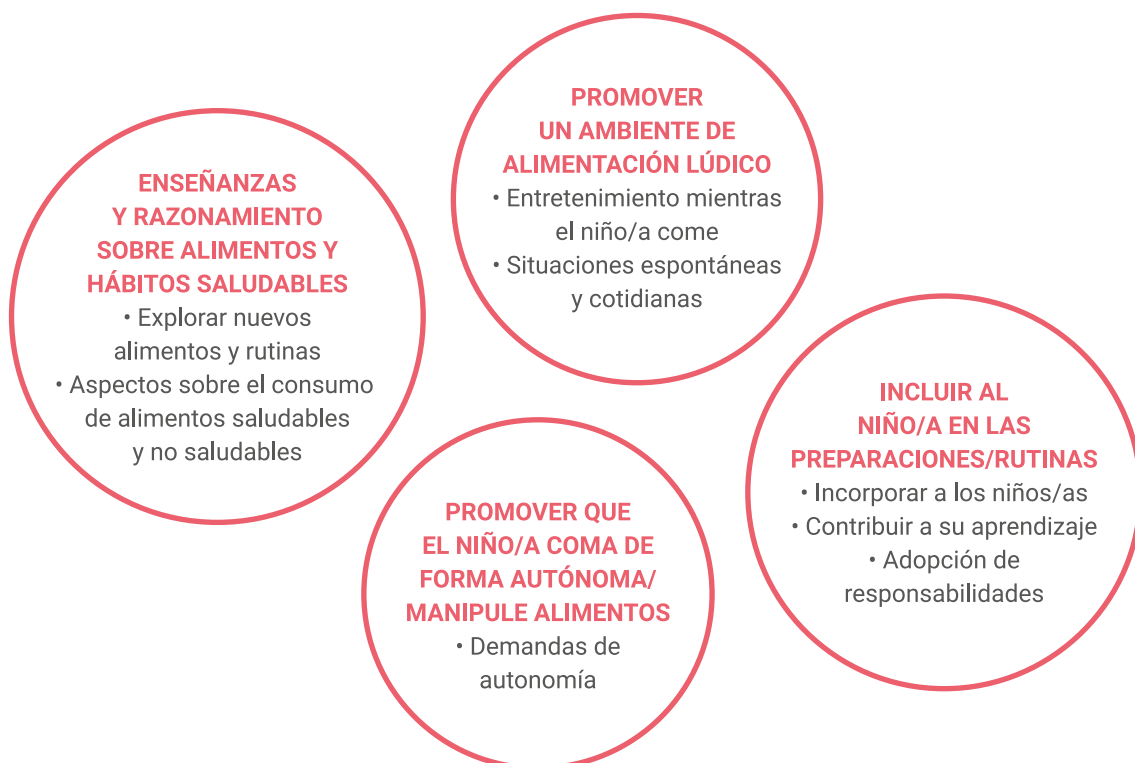 ENSEÑANZAS
Y RAZONAMIENTO
SOBRE ALIMENTOS Y
HÁBITOS SALUDABLES
• Explorar nuevos
alimentos y rutinas
• Aspectos sobre el consumo
de alimentos saludables
y no saludables
PROMOVER
UN AMBIENTE DE
ALIMENTACIÓN LÚDICO
• Entretenimiento mientras
el niño/a come
• Situaciones espontáneas
y cotidianas
PROMOVER QUE
EL NIÑO/A COMA DE
FORMA AUTÓNOMA/
MANIPULE ALIMENTOS
• Demandas de
autonomía
INCLUIR AL
NIÑO/A EN LAS
PREPARACIONES/RUTINAS
• Incorporar a los niños/as
• Contribuir a su aprendizaje
• Adopción de
responsabilidades